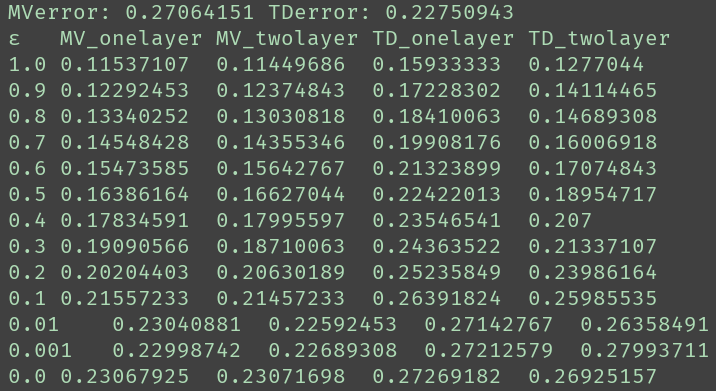 MVerror: 0.27064151 TDerror: 0.22750943
ε MV_onelayer MV_twolayer TD_onelayer TD_twolayer
1.0 0.11537107 0.11449686 0.15933333 0.1277044
0.9 0.12292453 0.12374843 0.17228302 0.14114465
0.8 0.13340252 0.13030818 0.18410063 0.14689308
0.7 0.14548428 0.14355346 0.19908176 0.16006918
0.6 0.15473585 0.15642767 0.21323899 0.17074843
0.5 0.16386164 0.16627044 0.22422013 0.18954717
0.4 0.17834591 0.17995597 0.23546541 0.207
0.3 0.19090566 0.18710063 0.24363522 0.21337107
0.2 0.20204403 0.20630189 0.25235849 0.23986164
0.1 0.21557233 0.21457233 0.26391824 0.25985535
0.01 0.23040881 0.22592453 0.27142767 0.26358491
0.001 0.22998742 0.22689308 0.27212579 0.27993711
0.0 0.23067925 0.23071698 0.27269182 0.26925157